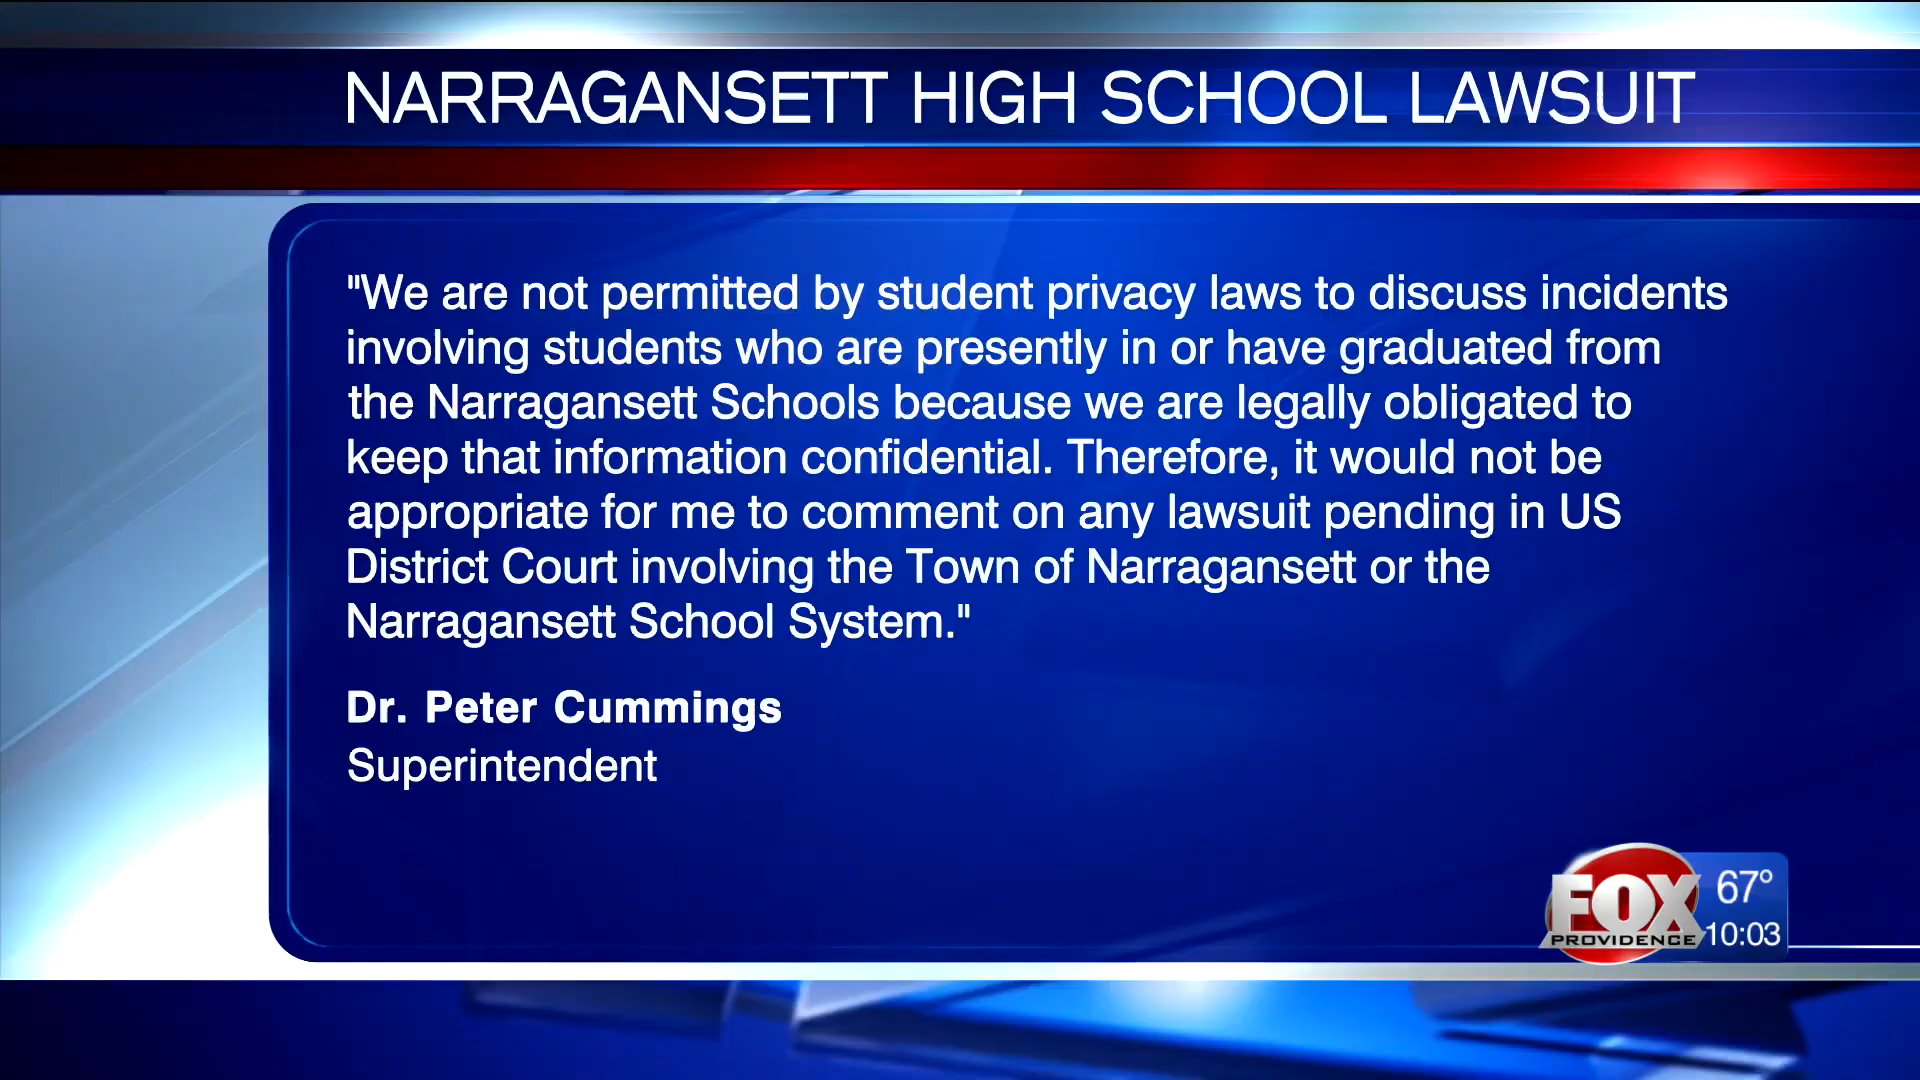 NARRAGANSETT HIGH SCHOOL LAWSUIT
"We are not permitted by student privacy laws to discuss incidents
involving students who are presently in or have graduated from
the Narragansett Schools because we are legally obligated to
keep that information confidential. Therefore, it would not be
appropriate for me to comment on any lawsuit pending in US
District Court involving the Town of Narragansett or the
Narragansett School System."
Dr. Peter Cummings
Superintendent
FOX
PROVIDENCE
67°
10:03